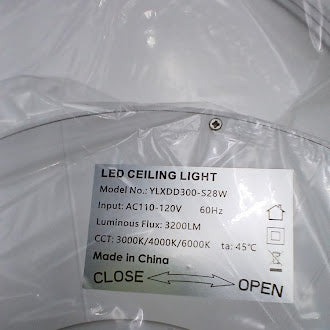 LED CEILING LIGHT
Model No.: YLXDD300-S28W
Input: AC110-120V 60Hz
Luminous Flux: 3200LM
CCT: 3000K/4000K/6000K ta: 45℃
Made in China
CLOSE OPEN